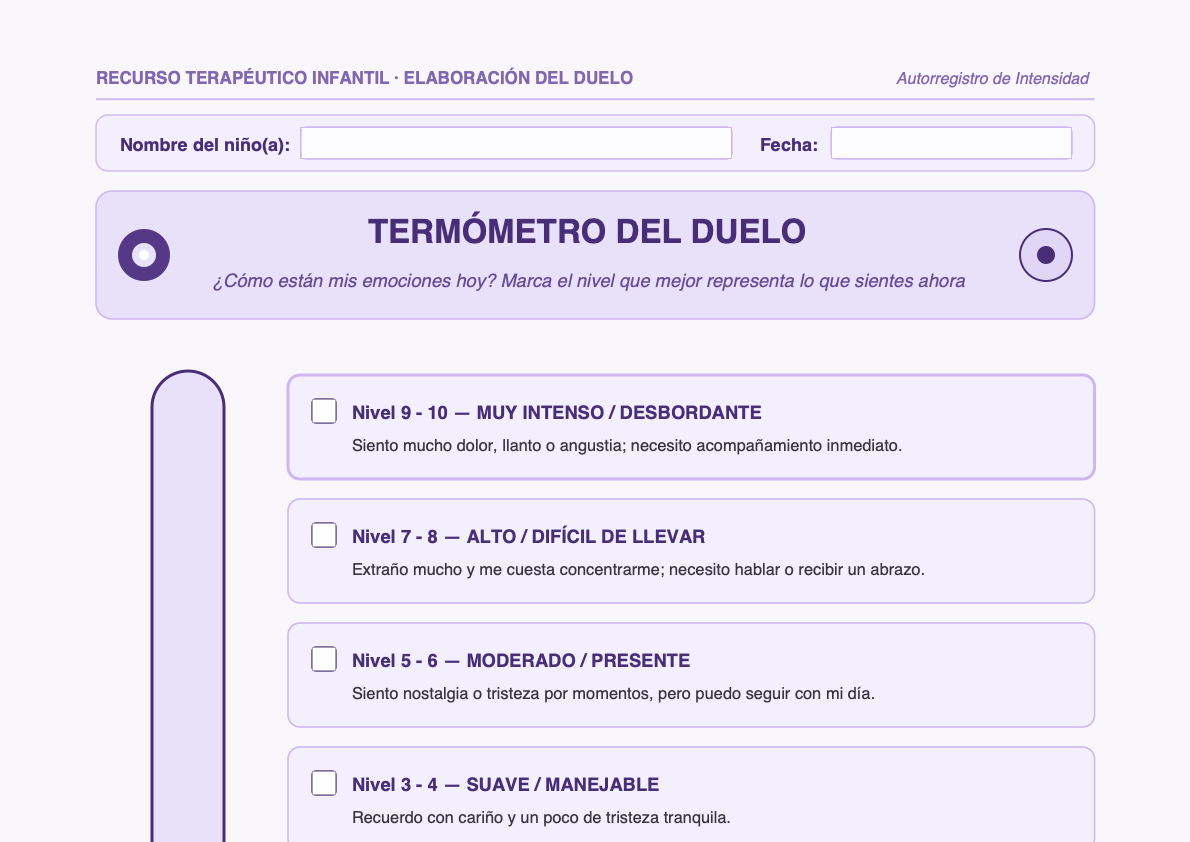 RECURSO TERAPÉUTICO INFANTIL · ELABORACIÓN DEL DUELO
Autorregistro de Intensidad
Nombre del niño(a):
Fecha:
TERMÓMETRO DEL DUELO
¿Cómo están mis emociones hoy? Marca el nivel que mejor representa lo que sientes ahora
Nivel 9 - 10 — MUY INTENSO / DESBORDANTE
Siento mucho dolor, llanto o angustia; necesito acompañamiento inmediato.
Nivel 7 - 8 — ALTO / DIFÍCIL DE LLEVAR
Extraño mucho y me cuesta concentrarme; necesito hablar o recibir un abrazo.
Nivel 5 - 6 — MODERADO / PRESENTE
Siento nostalgia o tristeza por momentos, pero puedo seguir con mi día.
Nivel 3 - 4 — SUAVE / MANEJABLE
Recuerdo con cariño y un poco de tristeza tranquila.